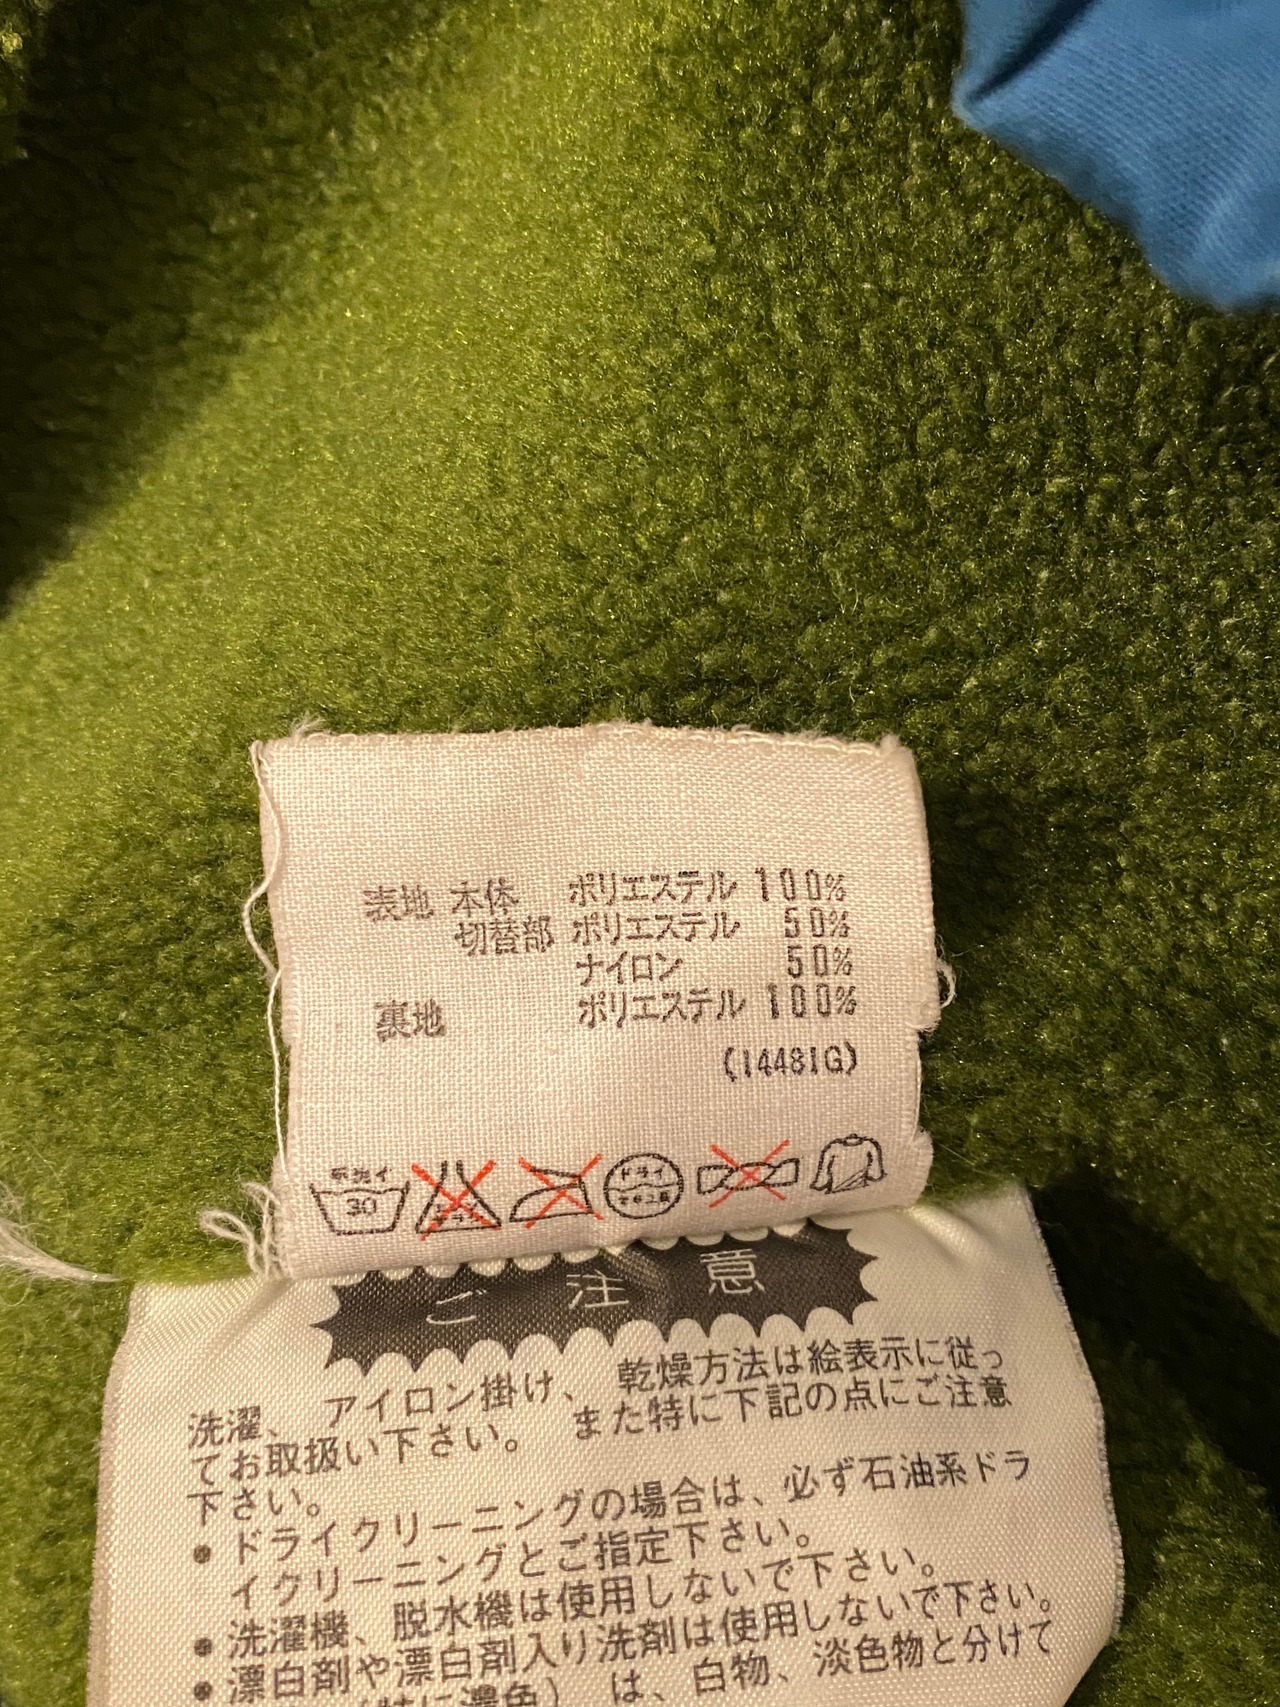 表地 本体 ポリエステル 100%
切替部 ポリエステル 50%
ナイロン 50%
裏地 ポリエステル 100%
(14481G)
手洗イ
30
ドライ
ご注意
洗濯、アイロン掛け、乾燥方法は絵表示に従っ
てお取扱い下さい。また特に下記の点にご注意
下さい。
●ドライクリーニングの場合は、必ず石油系ドラ
イクリーニングとご指定下さい。
●洗濯機、脱水機は使用しないで下さい。
●漂白剤や漂白剤入り洗剤は使用しないで下さい。
●(特に濃色)は、白物、淡色物と分けて